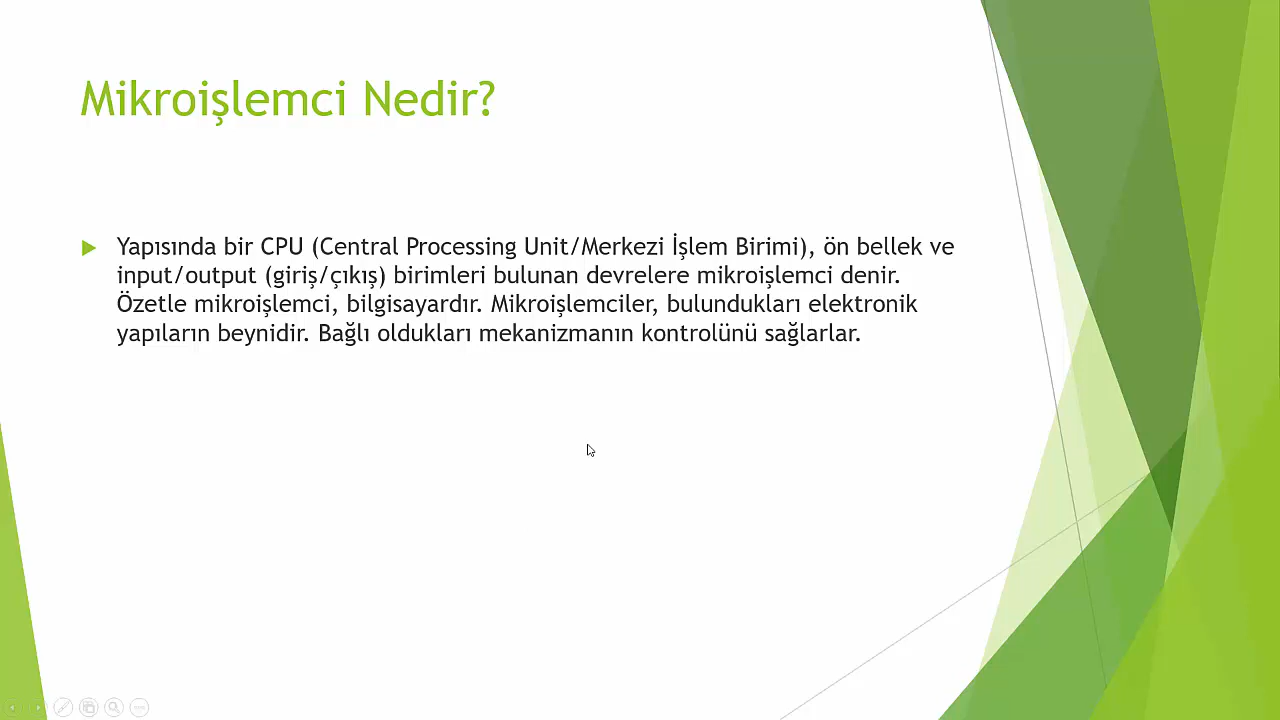 Mikroişlemci Nedir?
Yapısında bir CPU (Central Processing Unit/Merkezi İşlem Birimi), ön bellek ve
input/output (giriş/çıkış) birimleri bulunan devrelere mikroişlemci denir.
Özetle mikroişlemci, bilgisayardır. Mikroişlemciler, bulundukları elektronik
yapıların beynidir. Bağlı oldukları mekanizmanın kontrolünü sağlarlar.